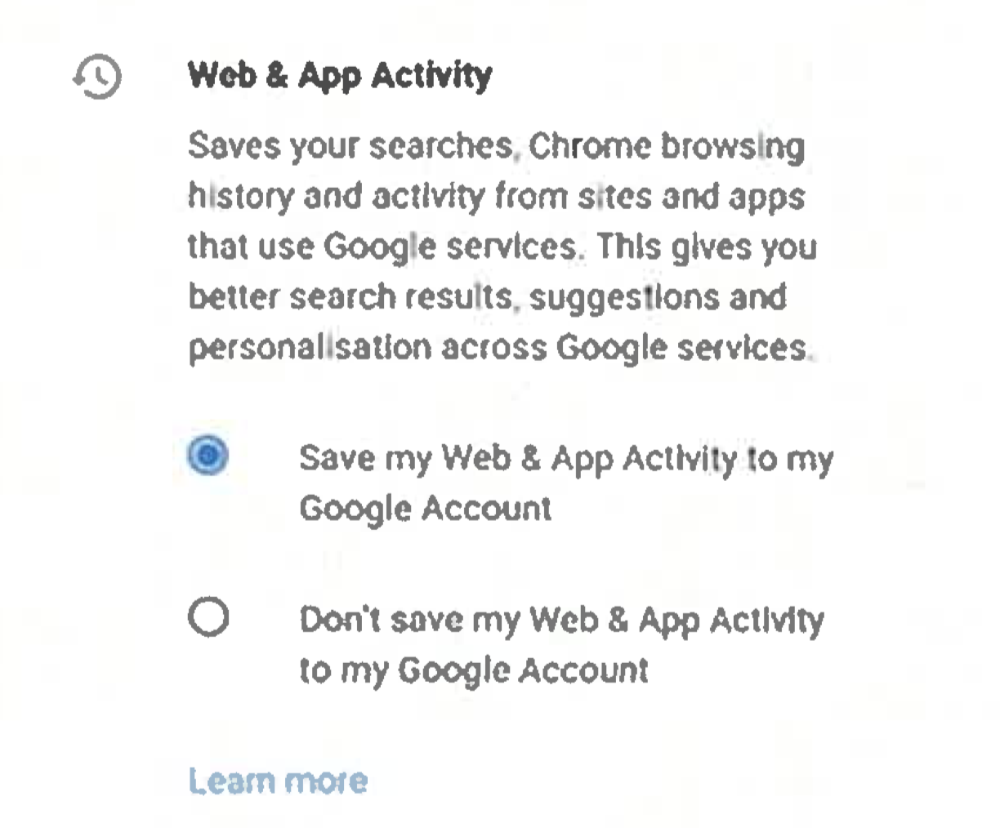 Web & App Activity
Saves your searches, Chrome browsing
history and activity from sites and apps
that use Google services. This gives you
better search results, suggestions and
personalisation across Google services.
Save my Web & App Activity to my
Google Account
Don't save my Web & App Activity
to my Google Account
Learn more